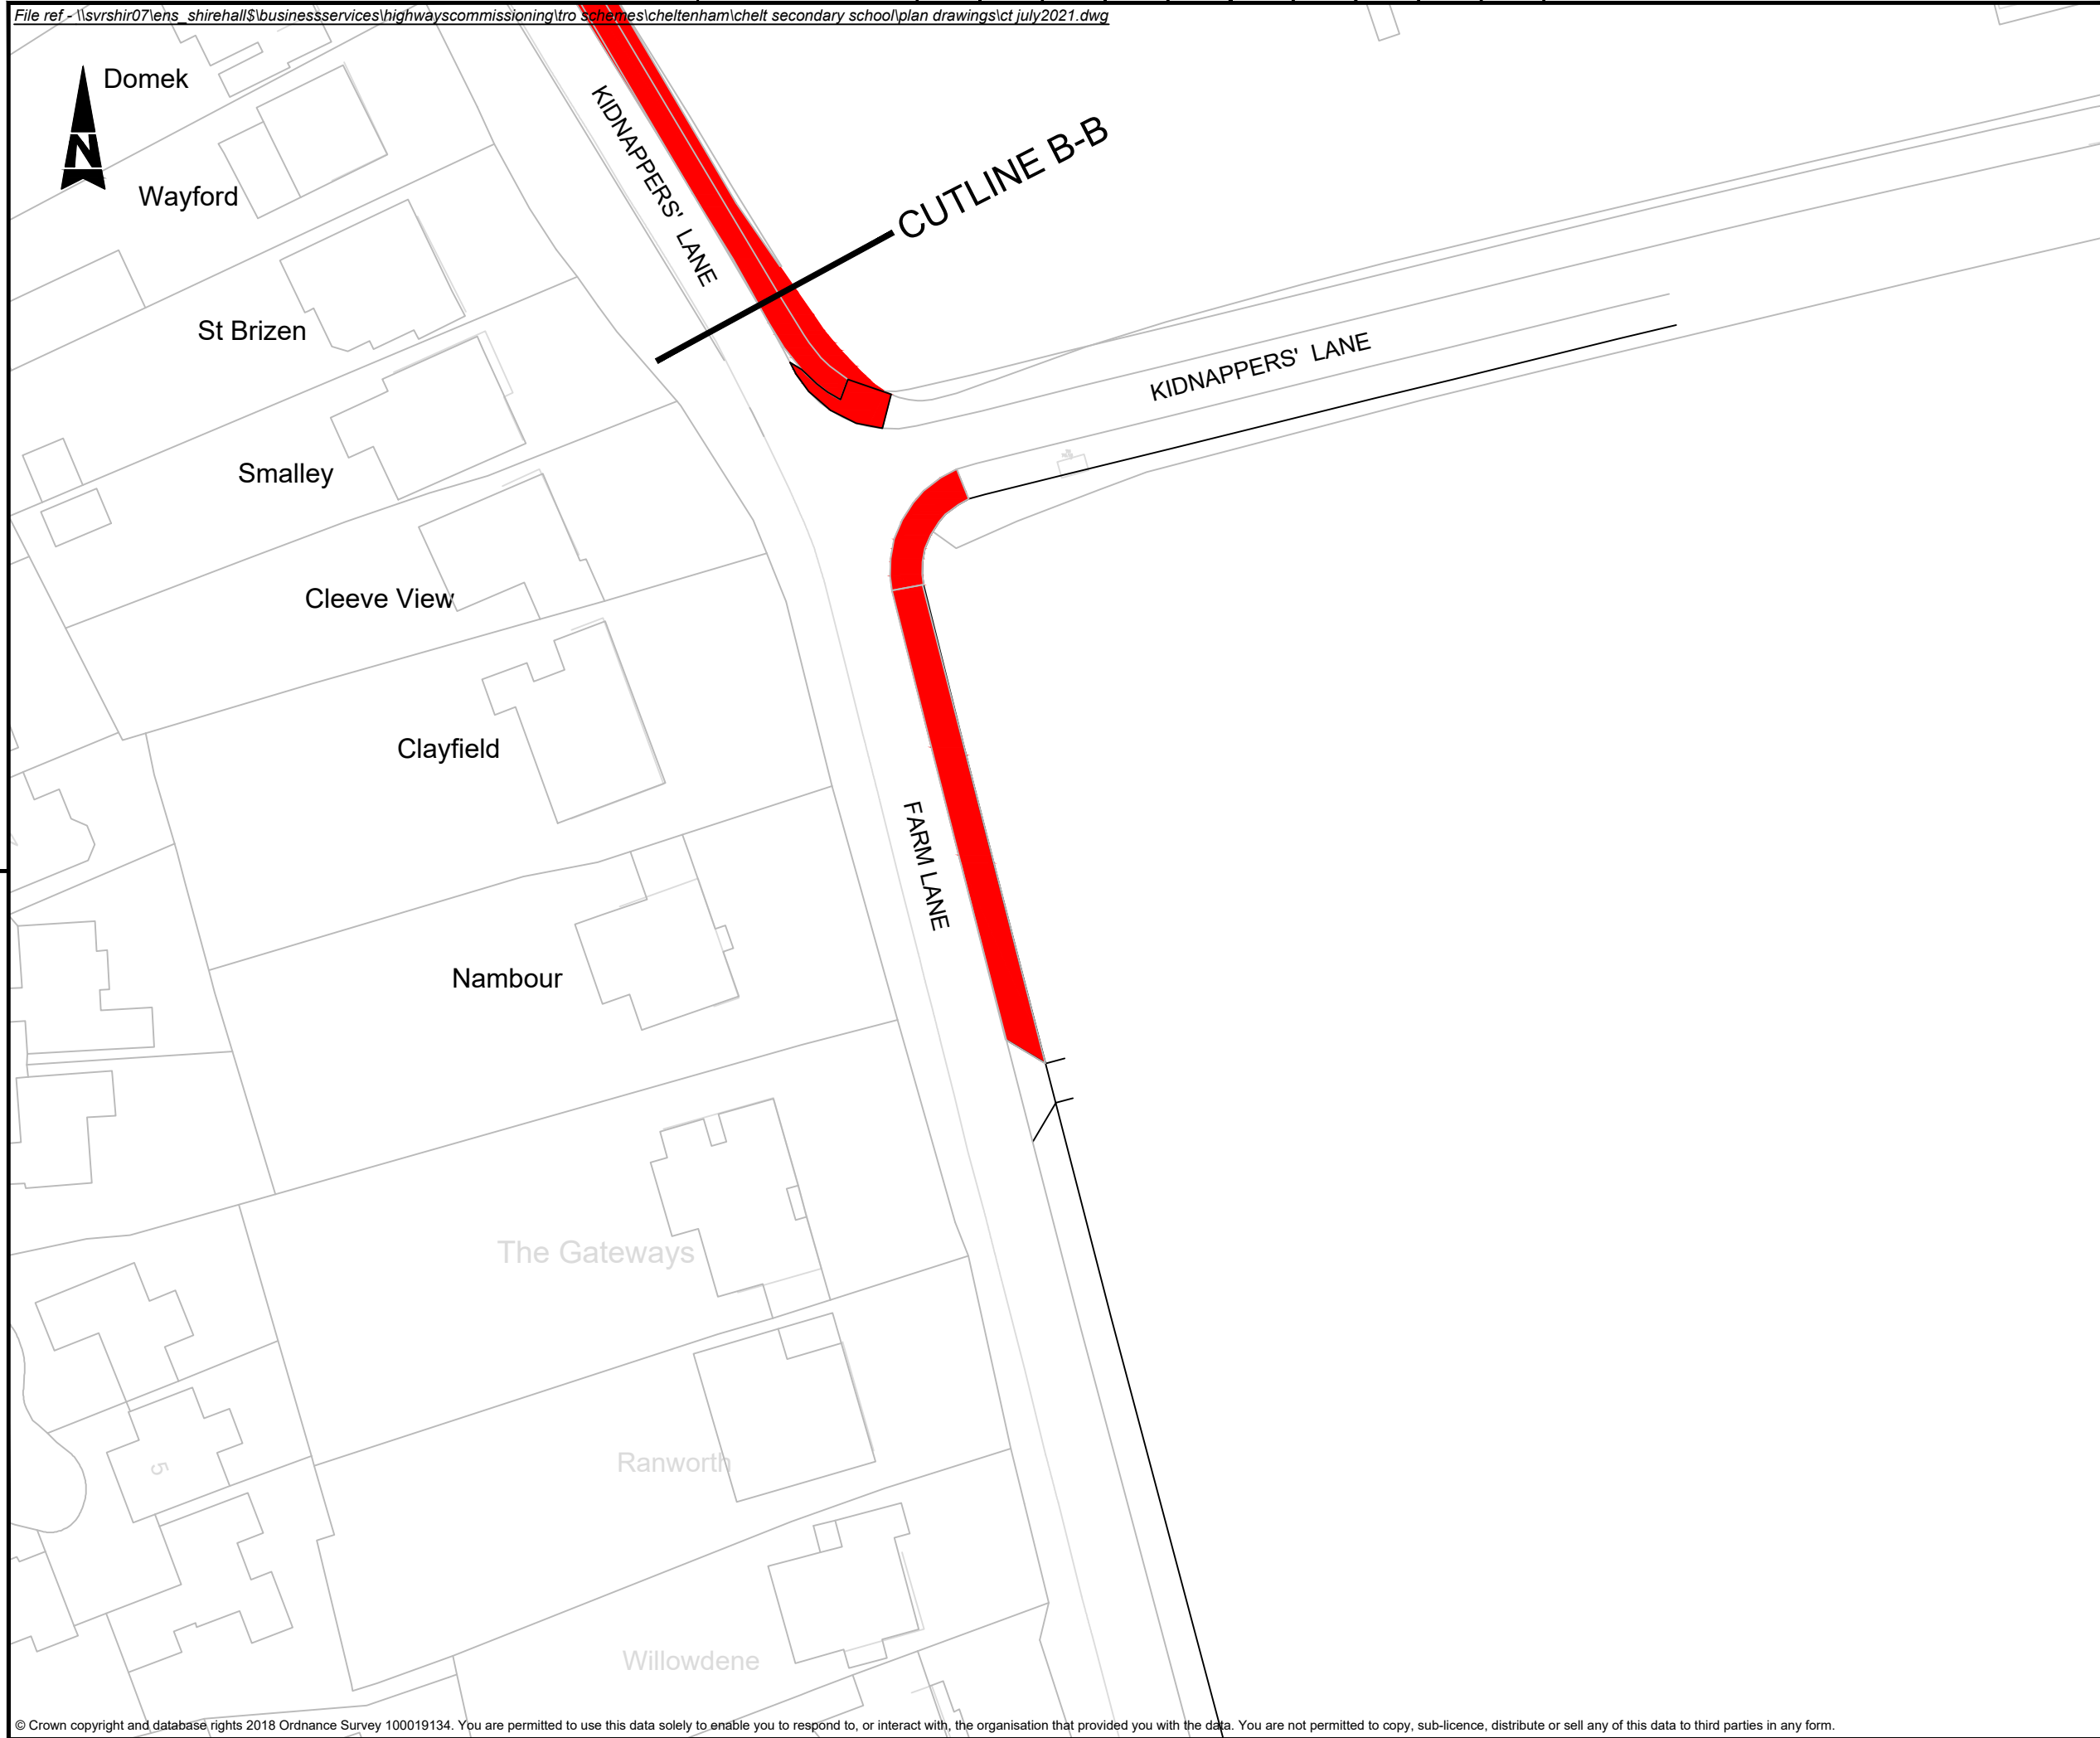 File ref - \\svrshir07\ens_shirehall$\businessservices\highwayscommissioning\tro schemes\cheltenham\chelt secondary school\plan drawings\ct july2021.dwg
Domek
N
KIDNAPPERS' LANE
CUTLINE B-B
Wayford
St Brizen
KIDNAPPERS' LANE
Smalley
Cleeve View
Clayfield
FARM LANE
Nambour
The Gateways
Ranworth
5
Willowdene
© Crown copyright and database rights 2018 Ordnance Survey 100019134. You are permitted to use this data solely to enable you to respond to, or interact with, the organisation that provided you with the data. You are not permitted to copy, sub-licence, distribute or sell any of this data to third parties in any form.